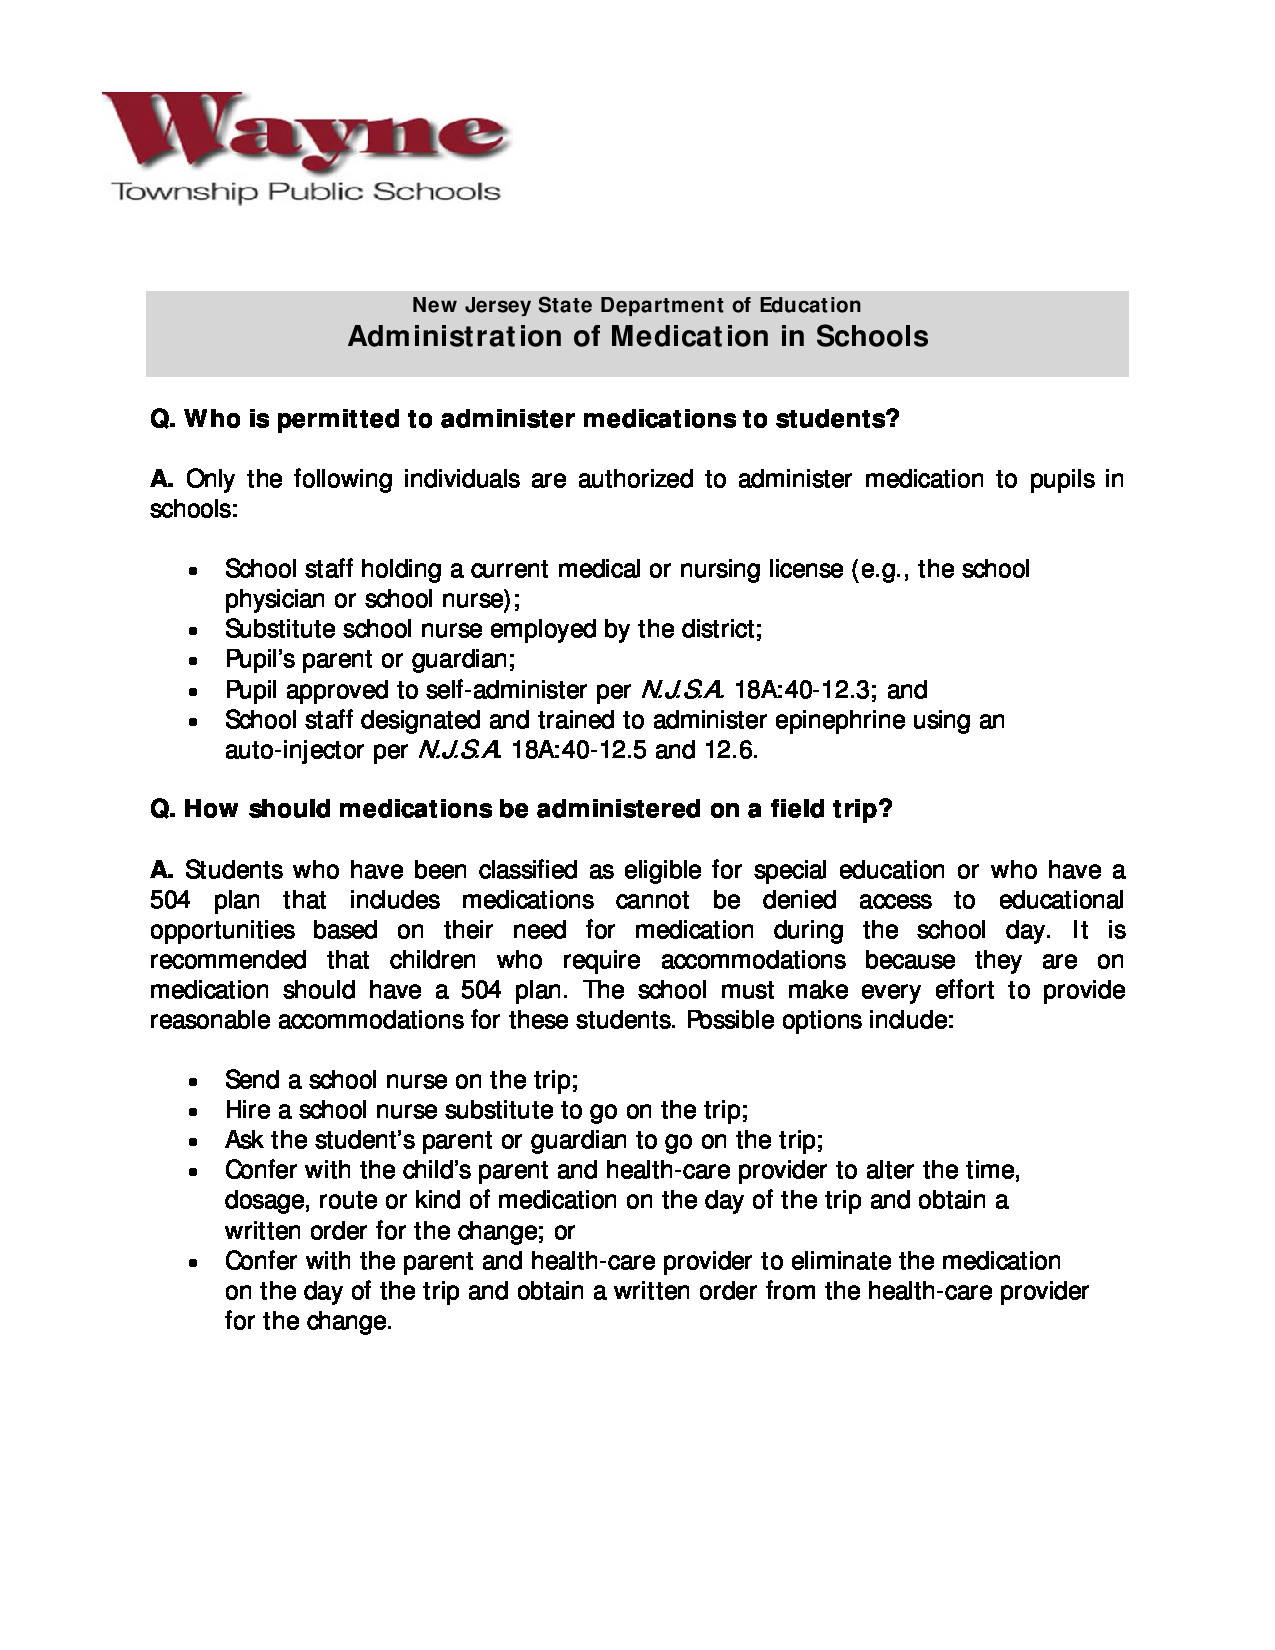 Wayne
Township Public Schools
New Jersey State Department of Education
Administration of Medication in Schools
Q. Who is permitted to administer medications to students?
A. Only the following individuals are authorized to administer medication to pupils in
schools:
• School staff holding a current medical or nursing license (e.g., the school
physician or school nurse);
• Substitute school nurse employed by the district;
• Pupil’s parent or guardian;
• Pupil approved to self-administer per N.J.S.A. 18A:40-12.3; and
• School staff designated and trained to administer epinephrine using an
auto-injector per N.J.S.A. 18A:40-12.5 and 12.6.
Q. How should medications be administered on a field trip?
A. Students who have been classified as eligible for special education or who have a
504 plan that includes medications cannot be denied access to educational
opportunities based on their need for medication during the school day. It is
recommended that children who require accommodations because they are on
medication should have a 504 plan. The school must make every effort to provide
reasonable accommodations for these students. Possible options include:
• Send a school nurse on the trip;
• Hire a school nurse substitute to go on the trip;
• Ask the student’s parent or guardian to go on the trip;
• Confer with the child’s parent and health-care provider to alter the time,
dosage, route or kind of medication on the day of the trip and obtain a
written order for the change; or
• Confer with the parent and health-care provider to eliminate the medication
on the day of the trip and obtain a written order from the health-care provider
for the change.